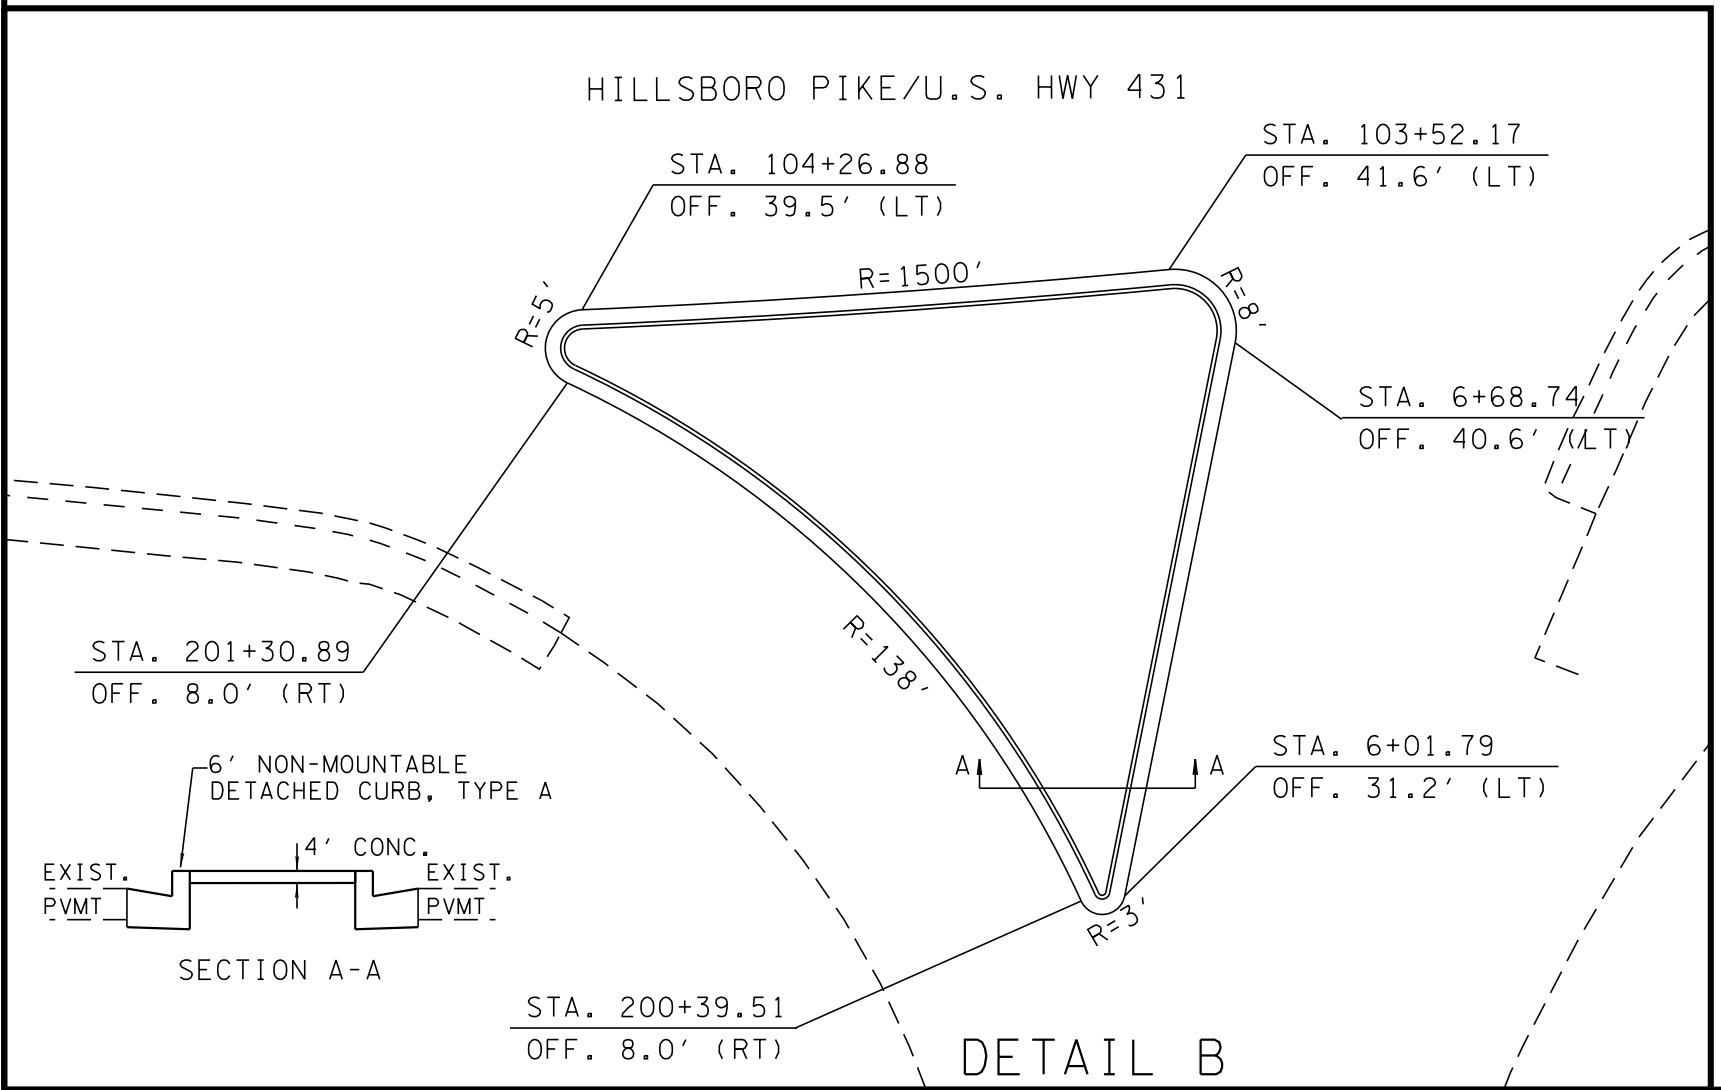 HILLSBORO PIKE/U.S. HWY 431
STA. 103+52.17
OFF. 41.6' (LT)
STA. 104+26.88
OFF. 39.5' (LT)
R=1500'
R=8'
R=5'
STA. 6+68.74
OFF. 40.6' (LT)
R=138'
STA. 201+30.89
OFF. 8.0' (RT)
STA. 6+01.79
OFF. 31.2' (LT)
A
A
6' NON-MOUNTABLE
DETACHED CURB, TYPE A
4' CONC.
EXIST.
EXIST.
PVMT
PVMT
R=3'
SECTION A-A
STA. 200+39.51
OFF. 8.0' (RT)
DETAIL B